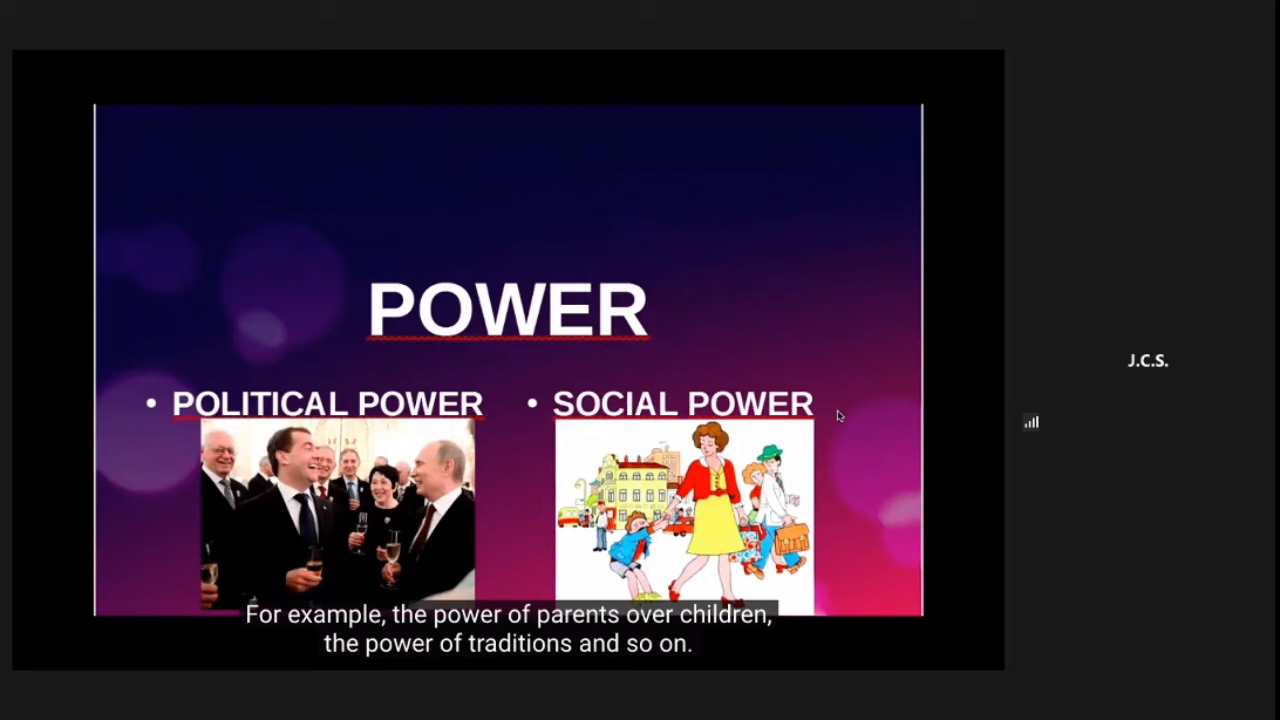 POWER
• POLITICAL POWER
• SOCIAL POWER
J.C.S.
For example, the power of parents over children,
the power of traditions and so on.